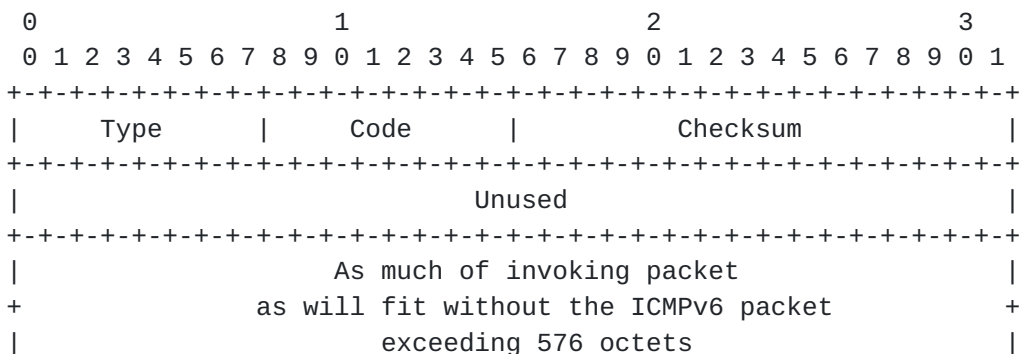 0                   1                   2                   3
 0 1 2 3 4 5 6 7 8 9 0 1 2 3 4 5 6 7 8 9 0 1 2 3 4 5 6 7 8 9 0 1
+-+-+-+-+-+-+-+-+-+-+-+-+-+-+-+-+-+-+-+-+-+-+-+-+-+-+-+-+-+-+-+-+
|     Type      |     Code      |          Checksum             |
+-+-+-+-+-+-+-+-+-+-+-+-+-+-+-+-+-+-+-+-+-+-+-+-+-+-+-+-+-+-+-+-+
|                             Unused                            |
+-+-+-+-+-+-+-+-+-+-+-+-+-+-+-+-+-+-+-+-+-+-+-+-+-+-+-+-+-+-+-+-+
|                    As much of invoking packet                 |
+               as will fit without the ICMPv6 packet           +
|                       exceeding 576 octets                    |